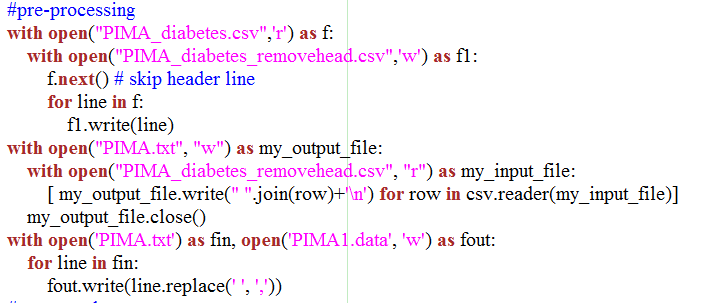 #pre-processing
with open("PIMA_diabetes.csv",'r') as f:
with open("PIMA_diabetes_removehead.csv",'w') as f1:
f.next() # skip header line
for line in f:
f1.write(line)
with open("PIMA.txt", "w") as my_output_file:
with open("PIMA_diabetes_removehead.csv", "r") as my_input_file:
[ my_output_file.write(" ".join(row)+'\n') for row in csv.reader(my_input_file)]
my_output_file.close()
with open('PIMA.txt') as fin, open('PIMA1.data', 'w') as fout:
for line in fin:
fout.write(line.replace(' ', ','))